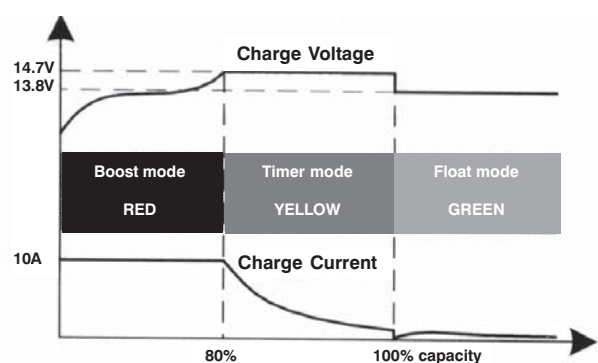 Charge Voltage
14.7V
13.8V
Boost mode
Timer mode
Float mode
RED
YELLOW
GREEN
10A
Charge Current
80%
100% capacity